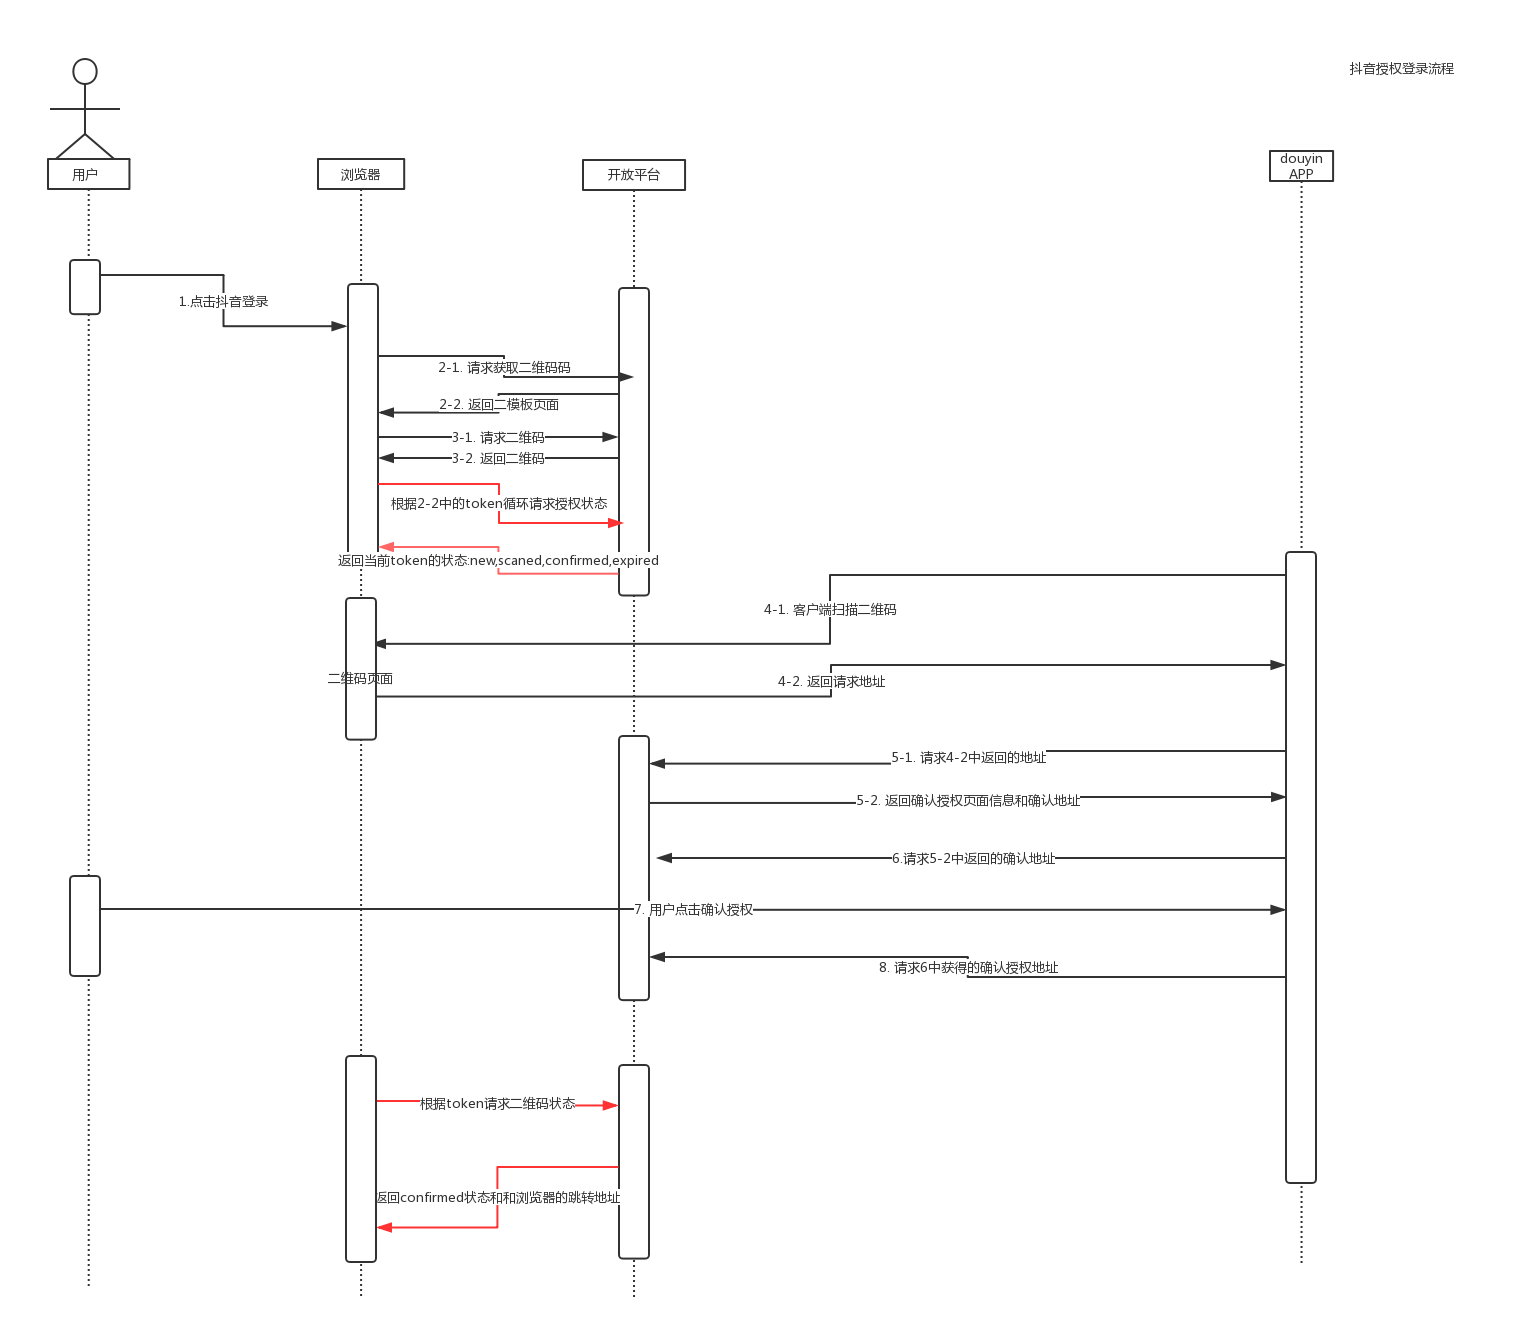 抖音授权登录流程
用户
浏览器
开放平台
douyin
APP
1.点击抖音登录
2-1. 请求获取二维码码
2-2. 返回二模板页面
3-1. 请求二维码
3-2. 返回二维码
根据2-2中的token循环请求授权状态
返回当前token的状态:new,scaned,confirmed,expired
4-1. 客户端扫描二维码
二维码页面
4-2. 返回请求地址
5-1. 请求4-2中返回的地址
5-2. 返回确认授权页面信息和确认地址
6.请求5-2中返回的确认地址
7. 用户点击确认授权
8. 请求6中获得的确认授权地址
根据token请求二维码状态
返回confirmed状态和和浏览器的跳转地址